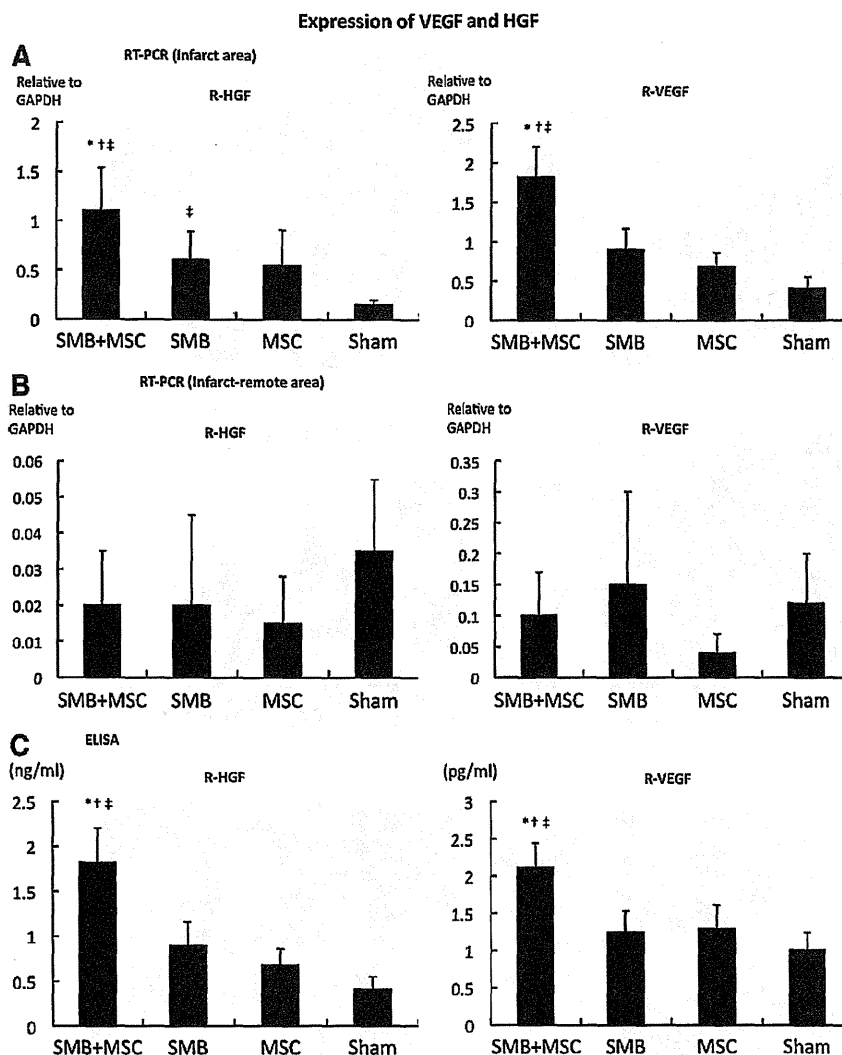 Expression of VEGF and HGF
A RT-PCR (Infarct area)
Relative to
GAPDH
R-HGF
2
1.5
1
0.5
0
*†‡
‡
SMB+MSC SMB MSC Sham
Relative to
GAPDH
R-VEGF
2.5
2
1.5
1
0.5
0
*†‡
SMB+MSC SMB MSC Sham
B RT-PCR (Infarct-remote area)
Relative to
GAPDH
R-HGF
0.06
0.05
0.04
0.03
0.02
0.01
0
SMB+MSC SMB MSC Sham
Relative to
GAPDH
R-VEGF
0.35
0.3
0.25
0.2
0.15
0.1
0.05
0
SMB+MSC SMB MSC Sham
C ELISA
(ng/ml)
R-HGF
2.5
2
1.5
1
0.5
0
*†‡
SMB+MSC SMB MSC Sham
(pg/ml)
R-VEGF
3
2.5
2
1.5
1
0.5
0
*†‡
SMB+MSC SMB MSC Sham